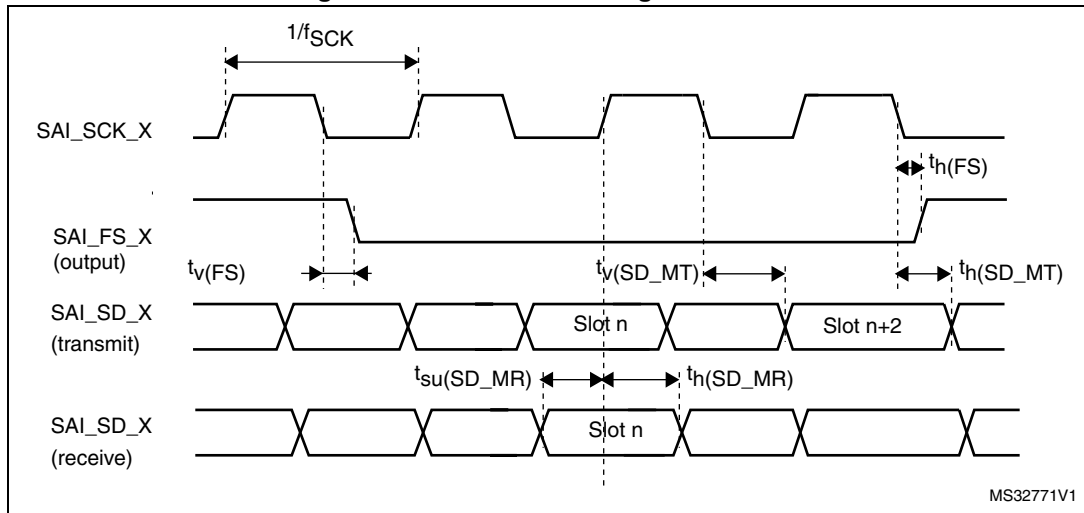 1/fSCK
SAI_SCK_X
th(FS)
SAI_FS_X
(output)
tv(FS)
tv(SD_MT)
th(SD_MT)
SAI_SD_X
(transmit)
Slot n
Slot n+2
tsu(SD_MR)
th(SD_MR)
SAI_SD_X
(receive)
Slot n
MS32771V1